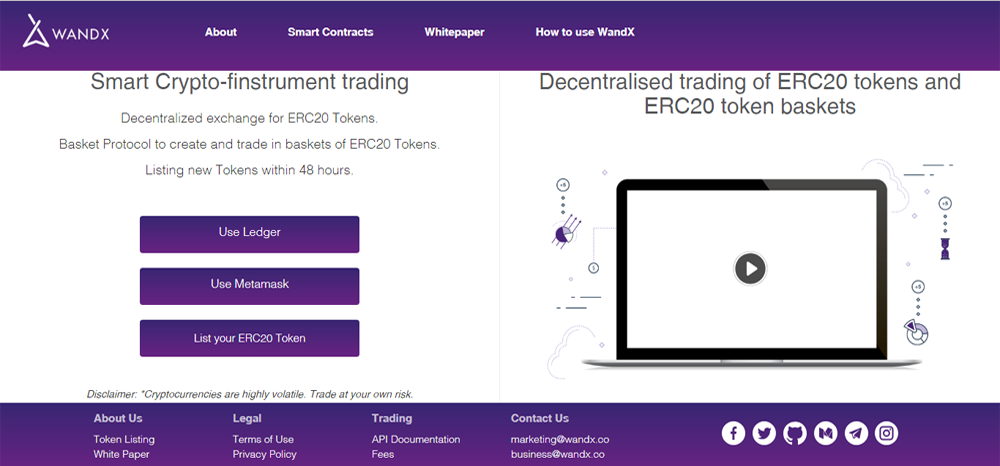 WANDX
About
Smart Contracts
Whitepaper
How to use WandX
Smart Crypto-finstrument trading
Decentralized exchange for ERC20 Tokens.
Basket Protocol to create and trade in baskets of ERC20 Tokens.
Listing new Tokens within 48 hours.
Use Ledger
Use Metamask
List your ERC20 Token
Disclaimer: *Cryptocurrencies are highly volatile. Trade at your own risk.
Decentralised trading of ERC20 tokens and
ERC20 token baskets
About Us
Token Listing
White Paper
Legal
Terms of Use
Privacy Policy
Trading
API Documentation
Fees
Contact Us
marketing@wandx.co
business@wandx.co